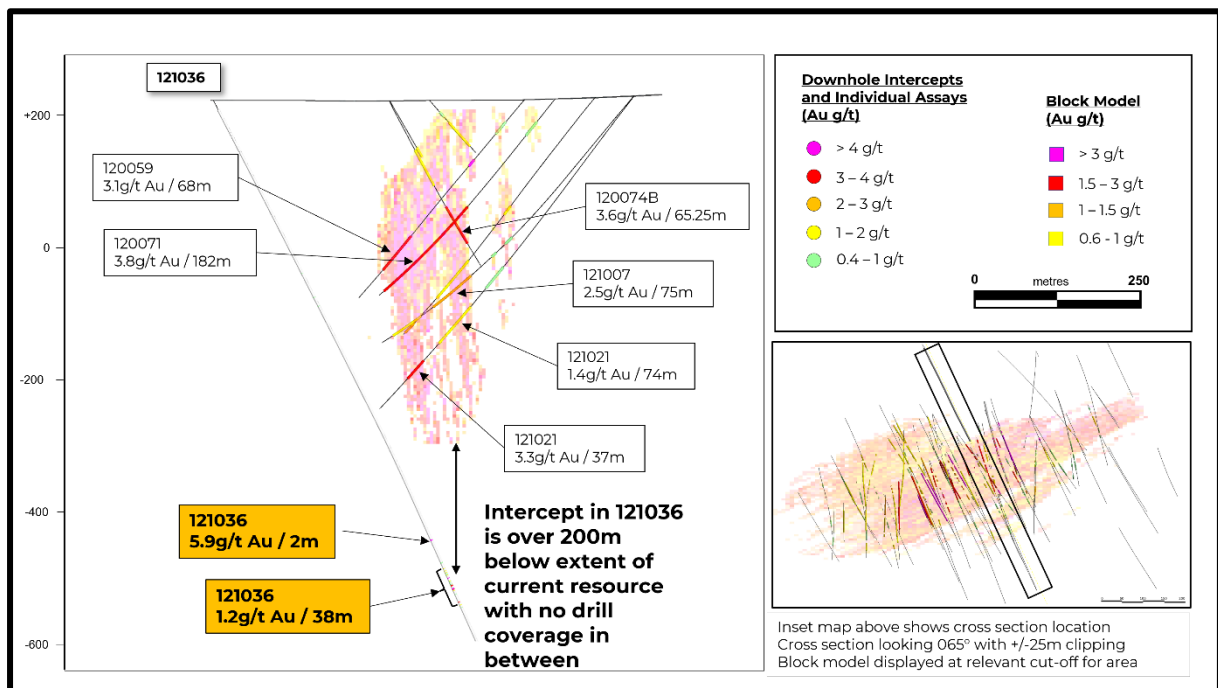 121036
+200
0
-200
-400
-600
120059
3.1g/t Au / 68m
120071
3.8g/t Au / 182m
120074B
3.6g/t Au / 65.25m
121007
2.5g/t Au / 75m
121021
1.4g/t Au / 74m
121021
3.3g/t Au / 37m
121036
5.9g/t Au / 2m
121036
1.2g/t Au / 38m
Intercept in 121036
is over 200m
below extent of
current resource
with no drill
coverage in
between
Downhole Intercepts
and Individual Assays
(Au g/t)
> 4 g/t
3 – 4 g/t
2 – 3 g/t
1 – 2 g/t
0.4 – 1 g/t
Block Model
(Au g/t)
> 3 g/t
1.5 – 3 g/t
1 – 1.5 g/t
0.6 - 1 g/t
0 metres 250
Inset map above shows cross section location
Cross section looking 065° with +/-25m clipping
Block model displayed at relevant cut-off for area